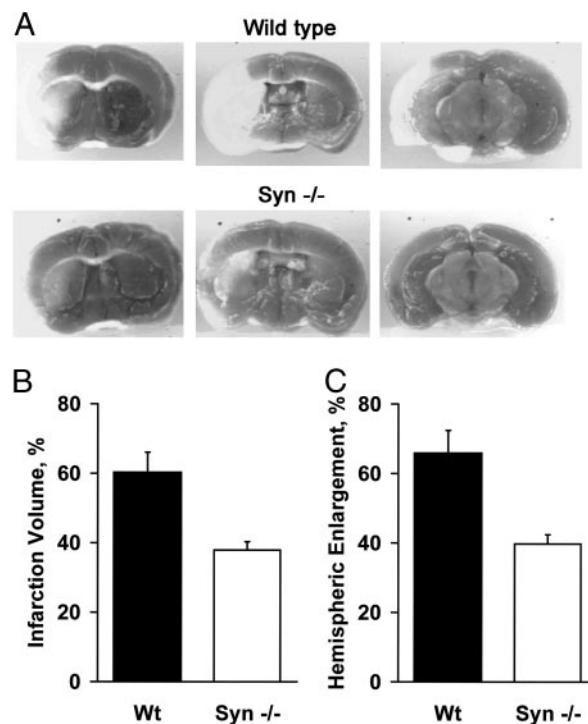 A
Wild type
Syn -/-
B
C
80
60
40
20
0
Infarction Volume, %
Wt
Syn -/-
80
60
40
20
0
Hemispheric Enlargement, %
Wt
Syn -/-